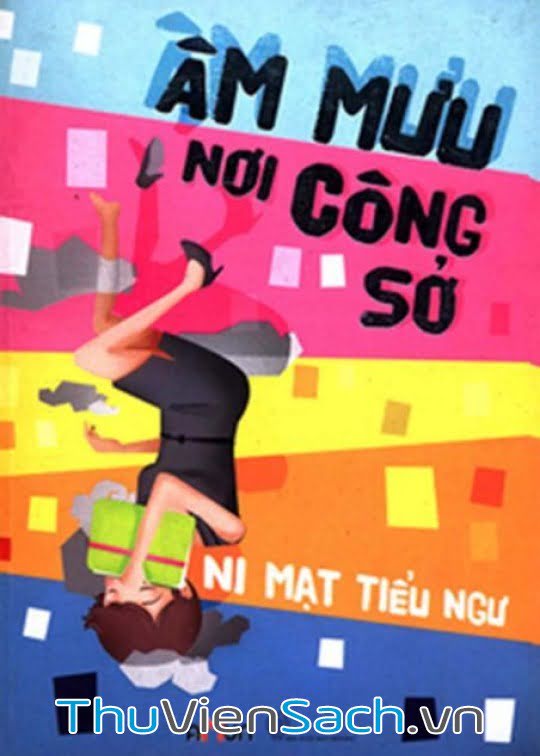 ÂM MƯU
NƠI CÔNG
SỞ
NI MẠT TIỂU NGƯ
ThuVienSach.vn